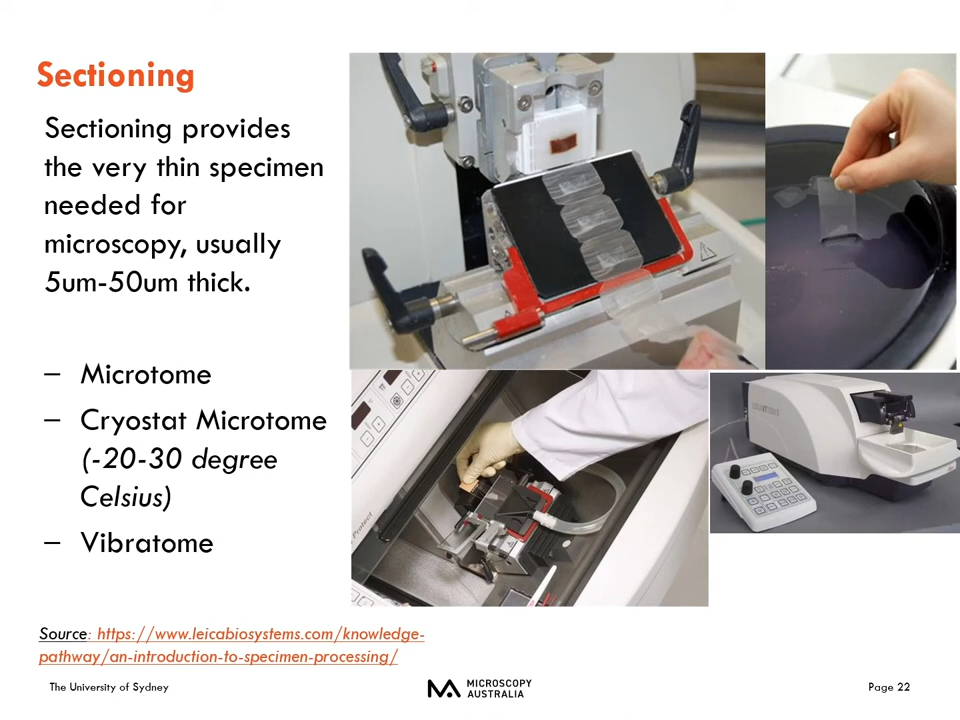 Sectioning
Sectioning provides
the very thin specimen
needed for
microscopy, usually
5um-50um thick.
– Microtome
– Cryostat Microtome
(-20-30 degree
Celsius)
– Vibratome
Source: https://www.leicabiosystems.com/knowledge-
pathway/an-introduction-to-specimen-processing/
The University of Sydney
MICROSCOPY
AUSTRALIA
Page 22